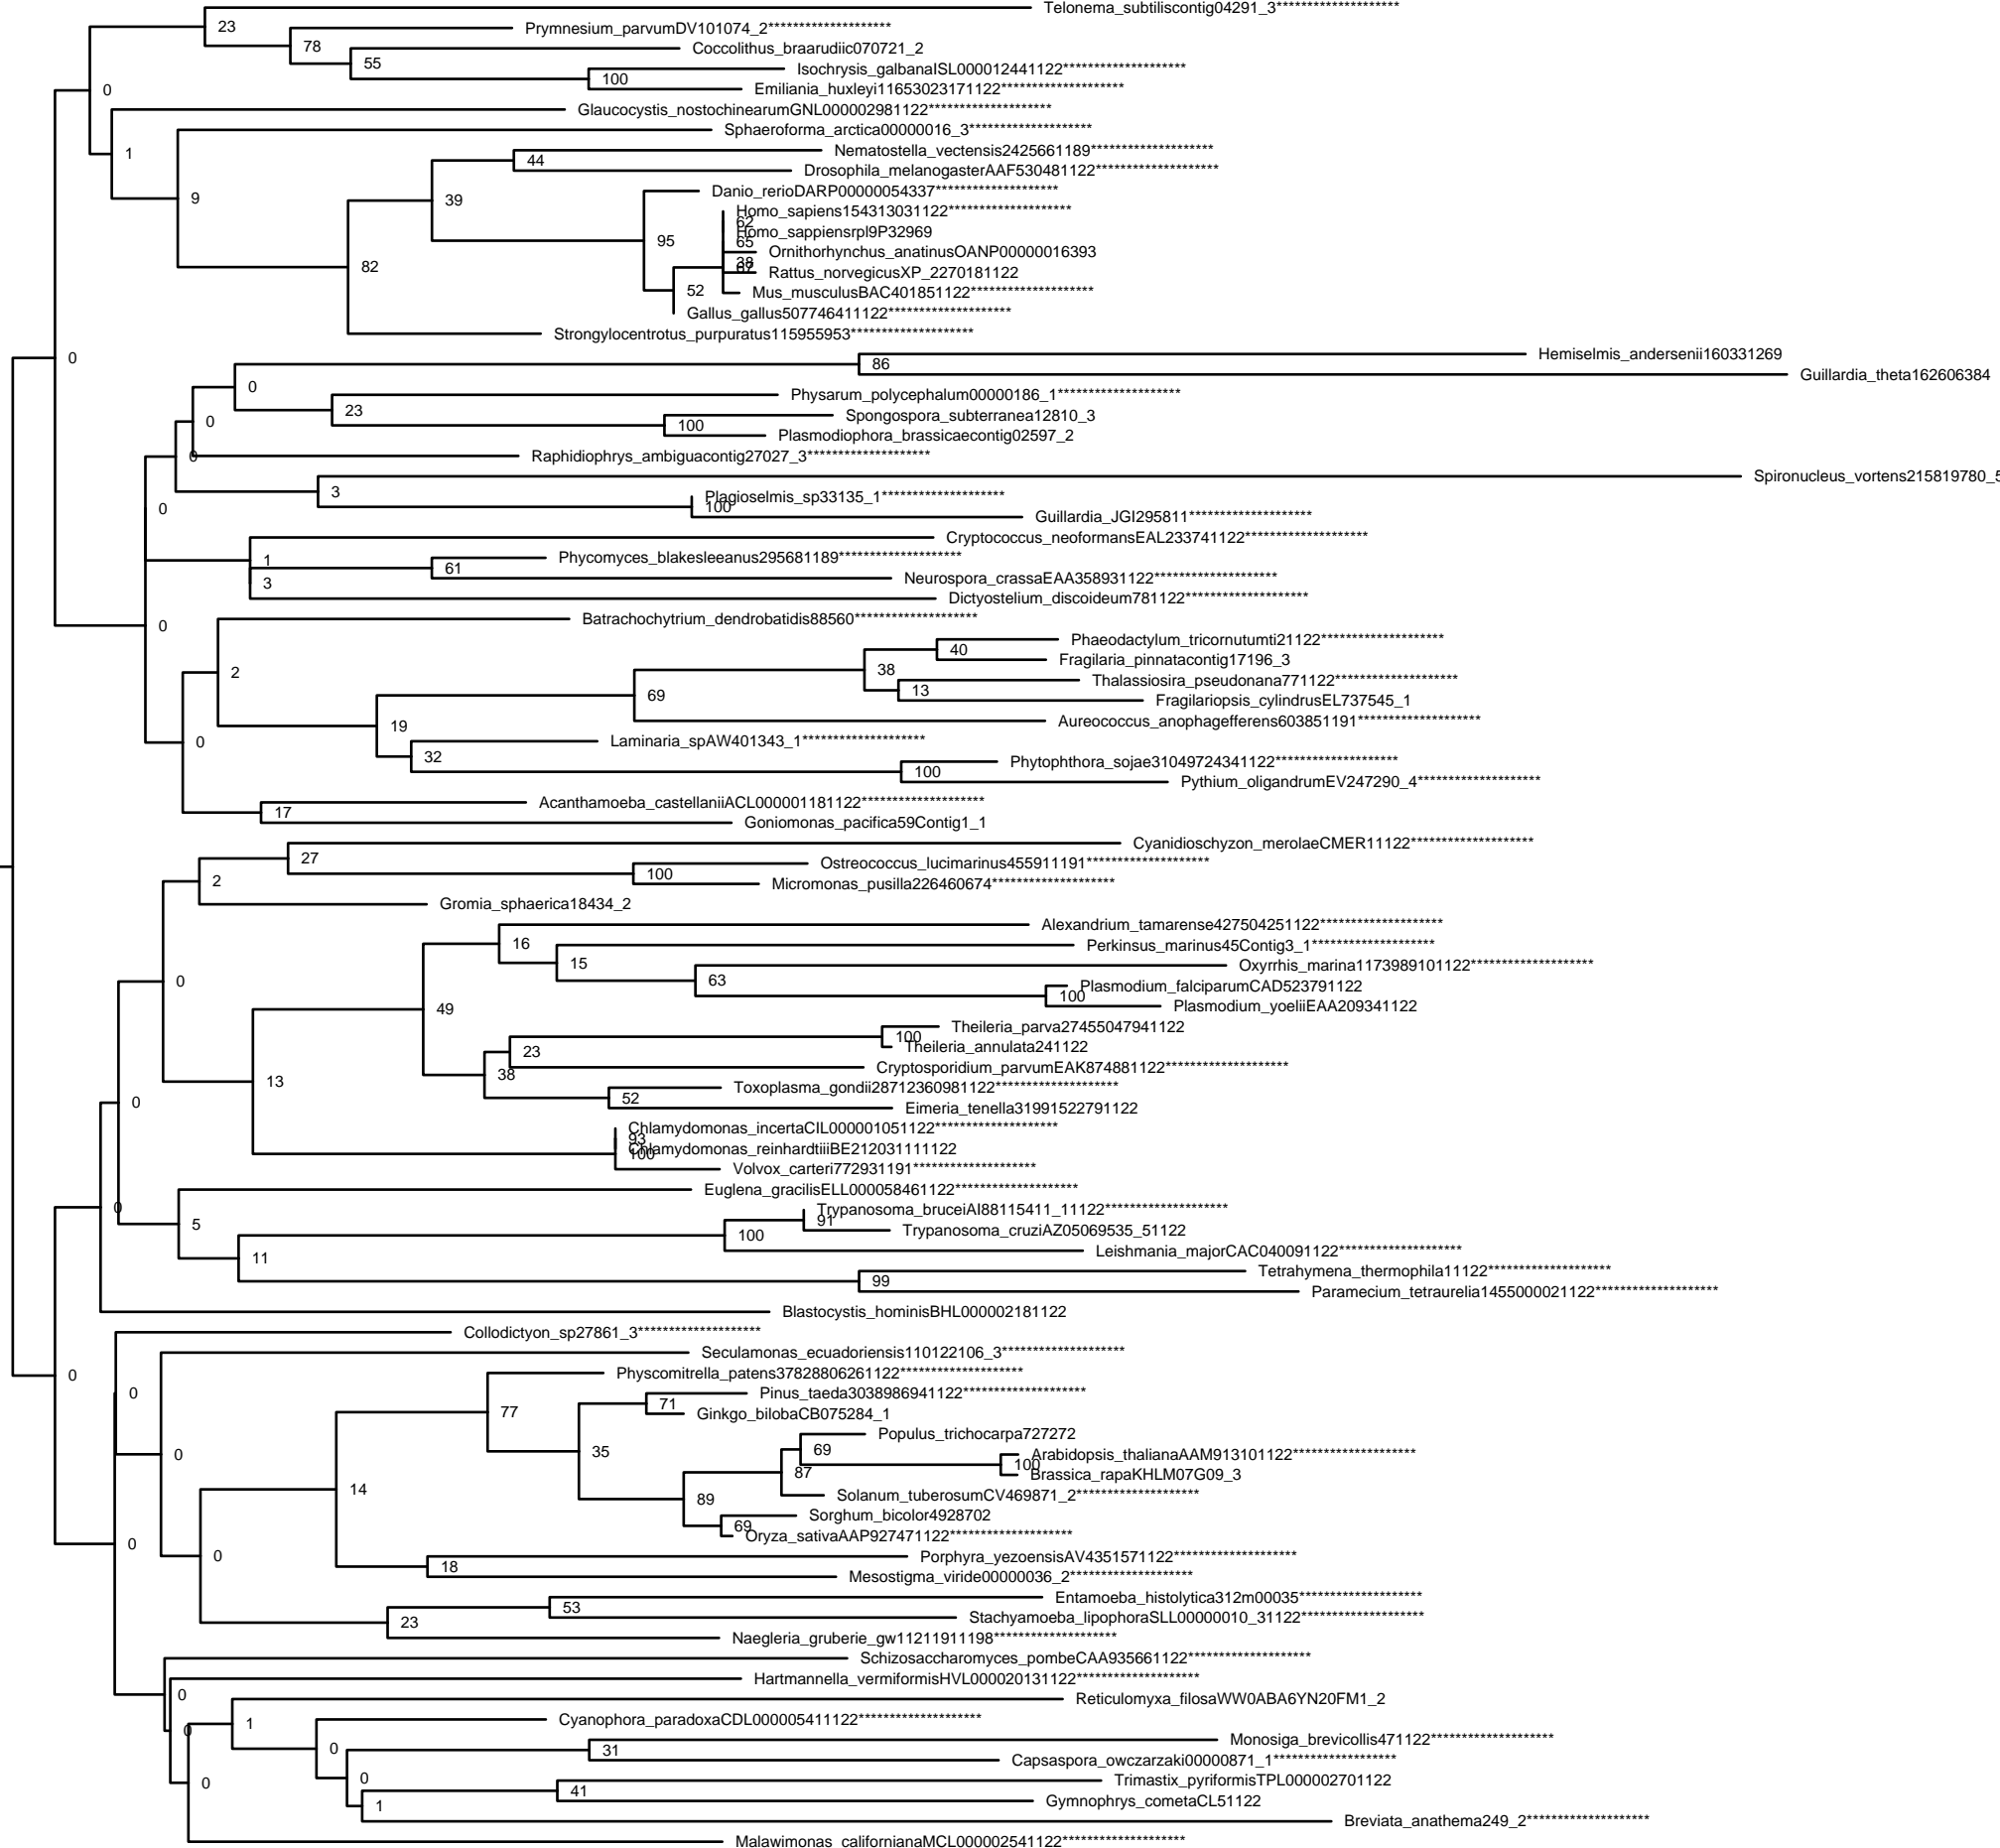 Telonema_subtiliscontig04291_3********************
23
Prymnesium_parvumDV101074_2********************
78
Coccolithus_braarudiic070721_2
55
Isochrysis_galbanaISL000012441122********************
100
Emiliania_huxleyi11653023171122********************
0
Glaucocystis_nostochinearumGNL000002981122********************
Sphaeroforma_arctica00000016_3********************
1
Nematostella_vectensis2425661189********************
44
Drosophila_melanogasterAAF530481122********************
Danio_rerioDARP00000054337********************
9
39
Homo_sapiens154313031122********************
62
Homo_sappiensrpl9P32969
95
65
Ornithorhynchus_anatinusOANP00000016393
82
38
67
Rattus_norvegicusXP_2270181122
52
Mus_musculusBAC401851122********************
Gallus_gallus507746411122********************
Strongylocentrotus_purpuratus115955953********************
0
Hemiselmis_andersenii160331269
86
Guillardia_theta162606384
0
Physarum_polycephalum00000186_1********************
23
Spongospora_subterranea12810_3
0
100
Plasmodiophora_brassicaecontig02597_2
0
Raphidiophrys_ambiguacontig27027_3********************
Spironucleus_vortens215819780_5
3
Plagioselmis_sp33135_1********************
0
100
Guillardia_JGI295811********************
Cryptococcus_neoformansEAL233741122********************
1
Phycomyces_blakesleeanus295681189********************
61
3
Neurospora_crassaEAA358931122********************
Dictyostelium_discoideum781122********************
0
Batrachochytrium_dendrobatidis88560********************
Phaeodactylum_tricornutumti21122********************
40
Fragilaria_pinnatacontig17196_3
2
38
Thalassiosira_pseudonana771122********************
69
13
Fragilariopsis_cylindrusEL737545_1
19
Aureococcus_anophagefferens603851191********************
0
Laminaria_spAW401343_1********************
32
Phytophthora_sojae31049724341122********************
100
Pythium_oligandrumEV247290_4********************
Acanthamoeba_castellaniiACL000001181122********************
17
Goniomonas_pacifica59Contig1_1
Cyanidioschyzon_merolaeCMER11122********************
27
Ostreococcus_lucimarinus455911191********************
2
100
Micromonas_pusilla226460674********************
Gromia_sphaerica18434_2
Alexandrium_tamarense427504251122********************
16
Perkinsus_marinus45Contig3_1********************
15
Oxyrrhis_marina1173989101122********************
0
63
Plasmodium_falciparumCAD523791122
100
49
Plasmodium_yoeliiEAA209341122
Theileria_parva27455047941122
100
23
Theileria_annulata241122
13
38
Cryptosporidium_parvumEAK874881122********************
Toxoplasma_gondii28712360981122********************
0
52
Eimeria_tenella31991522791122
Chlamydomonas_incertaCIL000001051122********************
93
Chlamydomonas_reinhardtiiiBE212031111122
100
Volvox_carteri772931191********************
Euglena_gracilisELL000058461122********************
0
5
Trypanosoma_bruceiAI88115411_11122********************
91
Trypanosoma_cruziAZ05069535_51122
100
Leishmania_majorCAC040091122********************
11
Tetrahymena_thermophila11122********************
99
Paramecium_tetraurelia1455000021122********************
Blastocystis_hominisBHL000002181122
Collodictyon_sp27861_3********************
Seculamonas_ecuadoriensis110122106_3********************
0
Physcomitrella_patens37828806261122********************
0
Pinus_taeda3038986941122********************
77
71
Ginkgo_bilobaCB075284_1
Populus_trichocarpa727272
0
35
69
Arabidopsis_thalianaAAM913101122********************
100
87
Brassica_rapaKHLM07G09_3
14
89
Solanum_tuberosumCV469871_2********************
Sorghum_bicolor4928702
69
0
Oryza_sativaAAP927471122********************
0
Porphyra_yezoensisAV4351571122********************
18
Mesostigma_viride00000036_2********************
Entamoeba_histolytica312m00035********************
53
23
Stachyamoeba_lipophoraSLL00000010_31122********************
Naegleria_gruberie_gw11211911198********************
Schizosaccharomyces_pombeCAA935661122********************
0
Hartmannella_vermiformisHVL000020131122********************
Reticulomyxa_filosaWW0ABA6YN20FM1_2
0
1
Cyanophora_paradoxaCDL000005411122********************
0
Monosiga_brevicollis471122********************
31
Capsaspora_owczarzaki00000871_1********************
0
0
Trimastix_pyriformisTPL000002701122
41
1
Gymnophrys_cometaCL51122
Breviata_anathema249_2********************
Malawimonas_californianaMCL000002541122********************